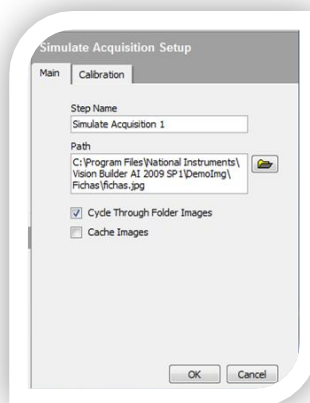 Simulate Acquisition Setup
Main
Calibration
Step Name
Simulate Acquisition 1
Path
C:\Program Files\National Instruments\
Vision Builder AI 2009 SP1\DemoImg\
Fichas\fichas.jpg
Cycle Through Folder Images
Cache Images
OK
Cancel